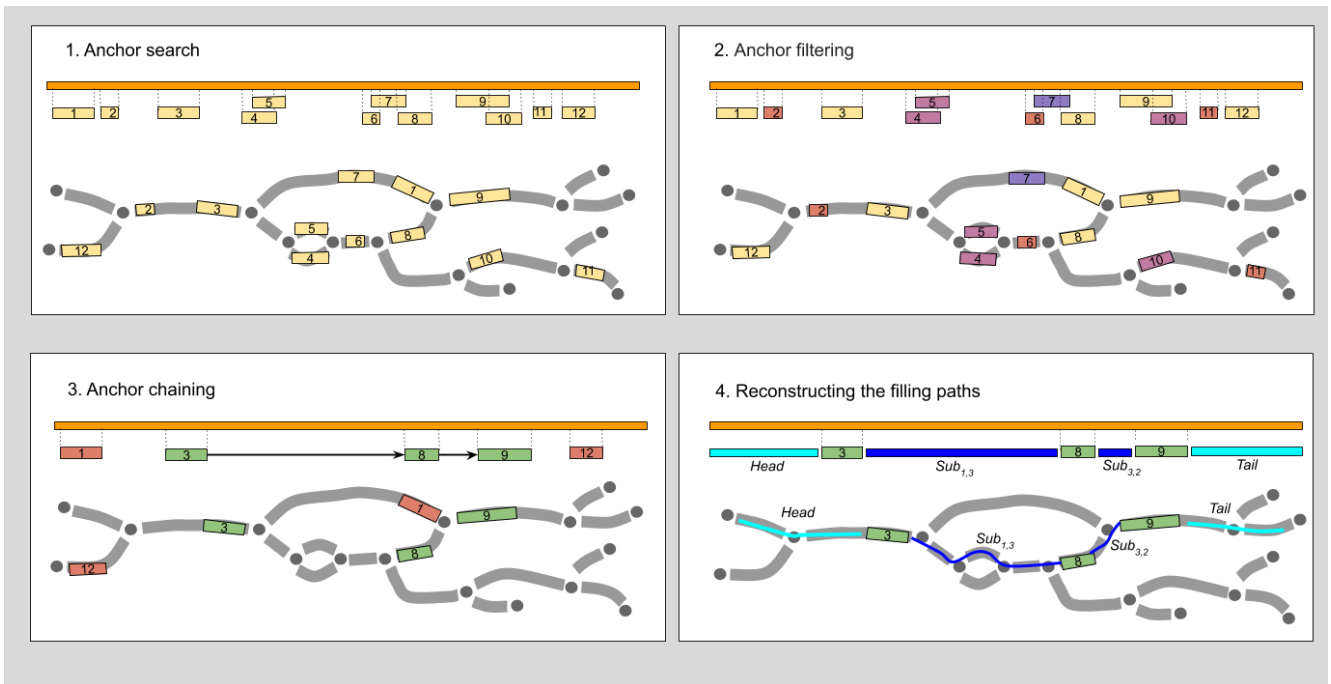 1. Anchor search
5 7 9
1 2 3 4 6 8 10 11 12
7 1 9
2 3
5 6 8
12 4 10 11
2. Anchor filtering
5 7 9
1 2 3 4 6 8 10 11 12
7 1 9
2 3
5 6 8
12 4 10 11
3. Anchor chaining
1 3 8 9 12
1 9
3
8
12
4. Reconstructing the filling paths
3 8 9
Head Sub1,3 Sub3,2 Tail
Head Tail
9
3 Sub1,3 Sub3,2
8